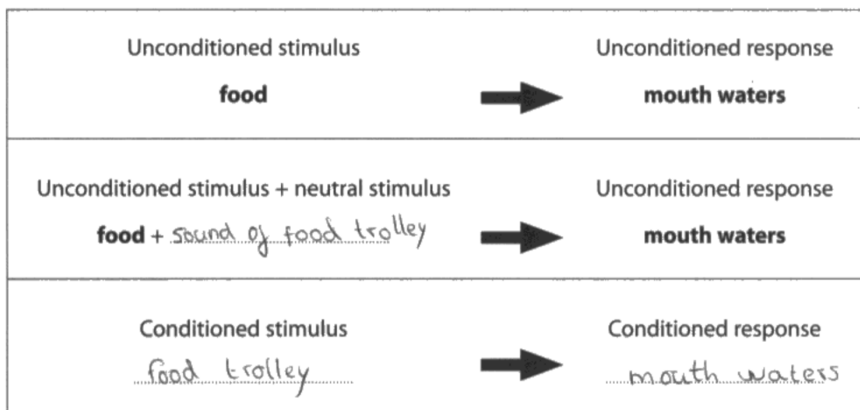 Unconditioned stimulus Unconditioned response
food mouth waters
Unconditioned stimulus + neutral stimulus Unconditioned response
food + sound of food trolley mouth waters
Conditioned stimulus Conditioned response
food trolley mouth waters